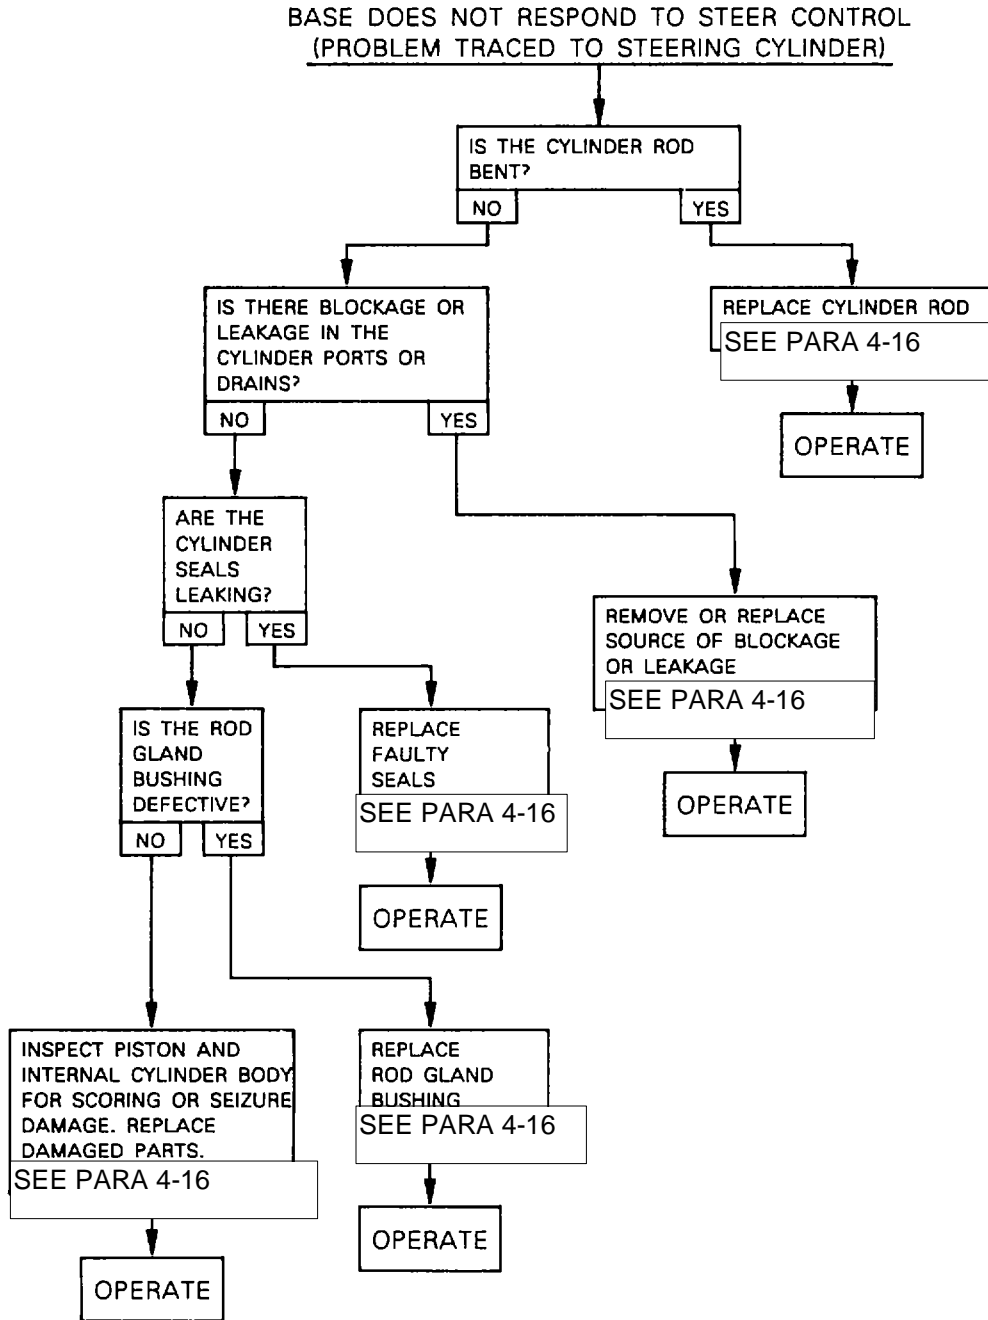 BASE DOES NOT RESPOND TO STEER CONTROL
(PROBLEM TRACED TO STEERING CYLINDER)
IS THE CYLINDER ROD
BENT?
NO
YES
IS THERE BLOCKAGE OR
LEAKAGE IN THE
CYLINDER PORTS OR
DRAINS?
NO
YES
REPLACE CYLINDER ROD
SEE PARA 4-16
OPERATE
ARE THE
CYLINDER
SEALS
LEAKING?
NO
YES
REMOVE OR REPLACE
SOURCE OF BLOCKAGE
OR LEAKAGE
SEE PARA 4-16
OPERATE
IS THE ROD
GLAND
BUSHING
DEFECTIVE?
NO
YES
REPLACE
FAULTY
SEALS
SEE PARA 4-16
OPERATE
INSPECT PISTON AND
INTERNAL CYLINDER BODY
FOR SCORING OR SEIZURE
DAMAGE. REPLACE
DAMAGED PARTS.
SEE PARA 4-16
OPERATE
REPLACE
ROD GLAND
BUSHING
SEE PARA 4-16
OPERATE